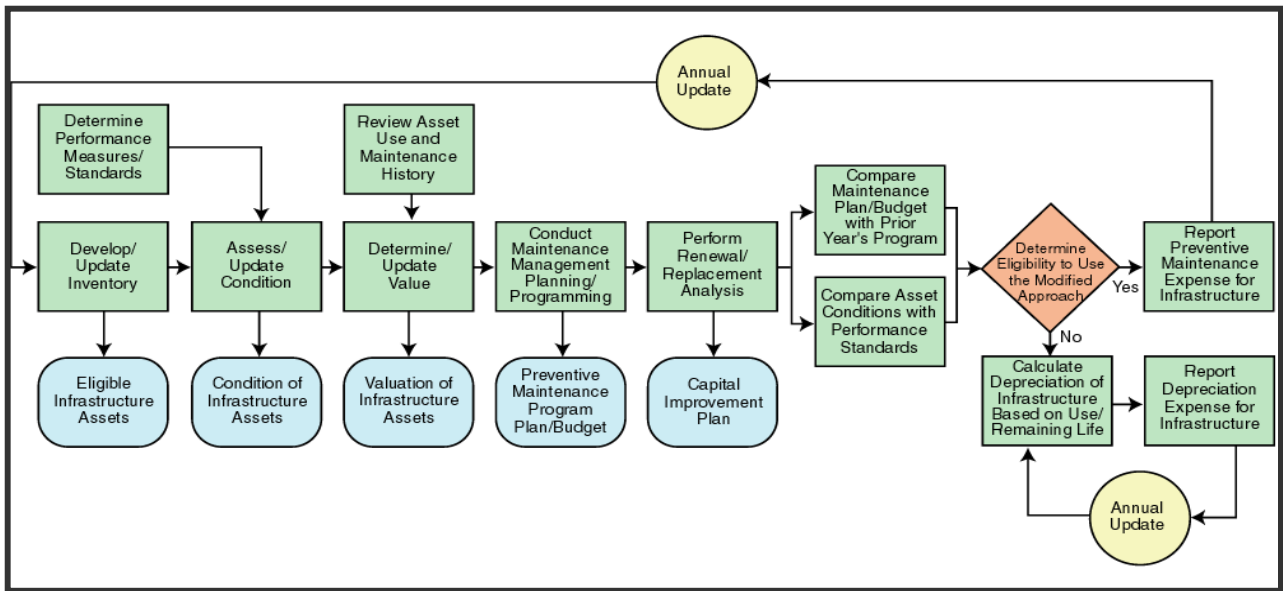 Annual
Update
Determine
Performance
Measures/
Standards
Review Asset
Use and
Maintenance
History
Develop/
Update
Inventory
Assess/
Update
Condition
Determine/
Update
Value
Conduct
Maintenance
Management
Planning/
Programming
Perform
Renewal/
Replacement
Analysis
Compare
Maintenance
Plan/Budget
with Prior
Year's Program
Compare Asset
Conditions with
Performance
Standards
Determine
Eligibility to Use
the Modified
Approach
Yes
Report
Preventive
Maintenance
Expense for
Infrastructure
No
Eligible
Infrastructure
Assets
Condition of
Infrastructure
Assets
Valuation of
Infrastructure
Assets
Preventive
Maintenance
Program
Plan/Budget
Capital
Improvement
Plan
Calculate
Depreciation of
Infrastructure
Based on Use/
Remaining Life
Report
Depreciation
Expense for
Infrastructure
Annual
Update